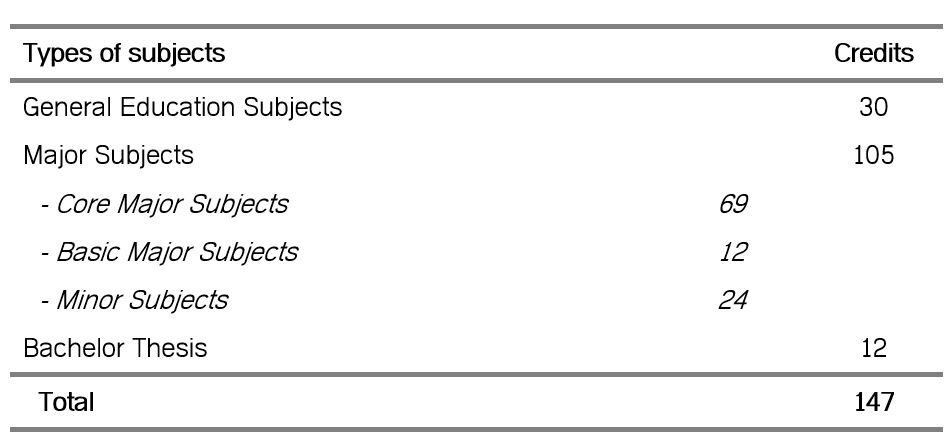 Types of subjects Credits
General Education Subjects 30
Major Subjects 105
- Core Major Subjects 69
- Basic Major Subjects 12
- Minor Subjects 24
Bachelor Thesis 12
Total 147